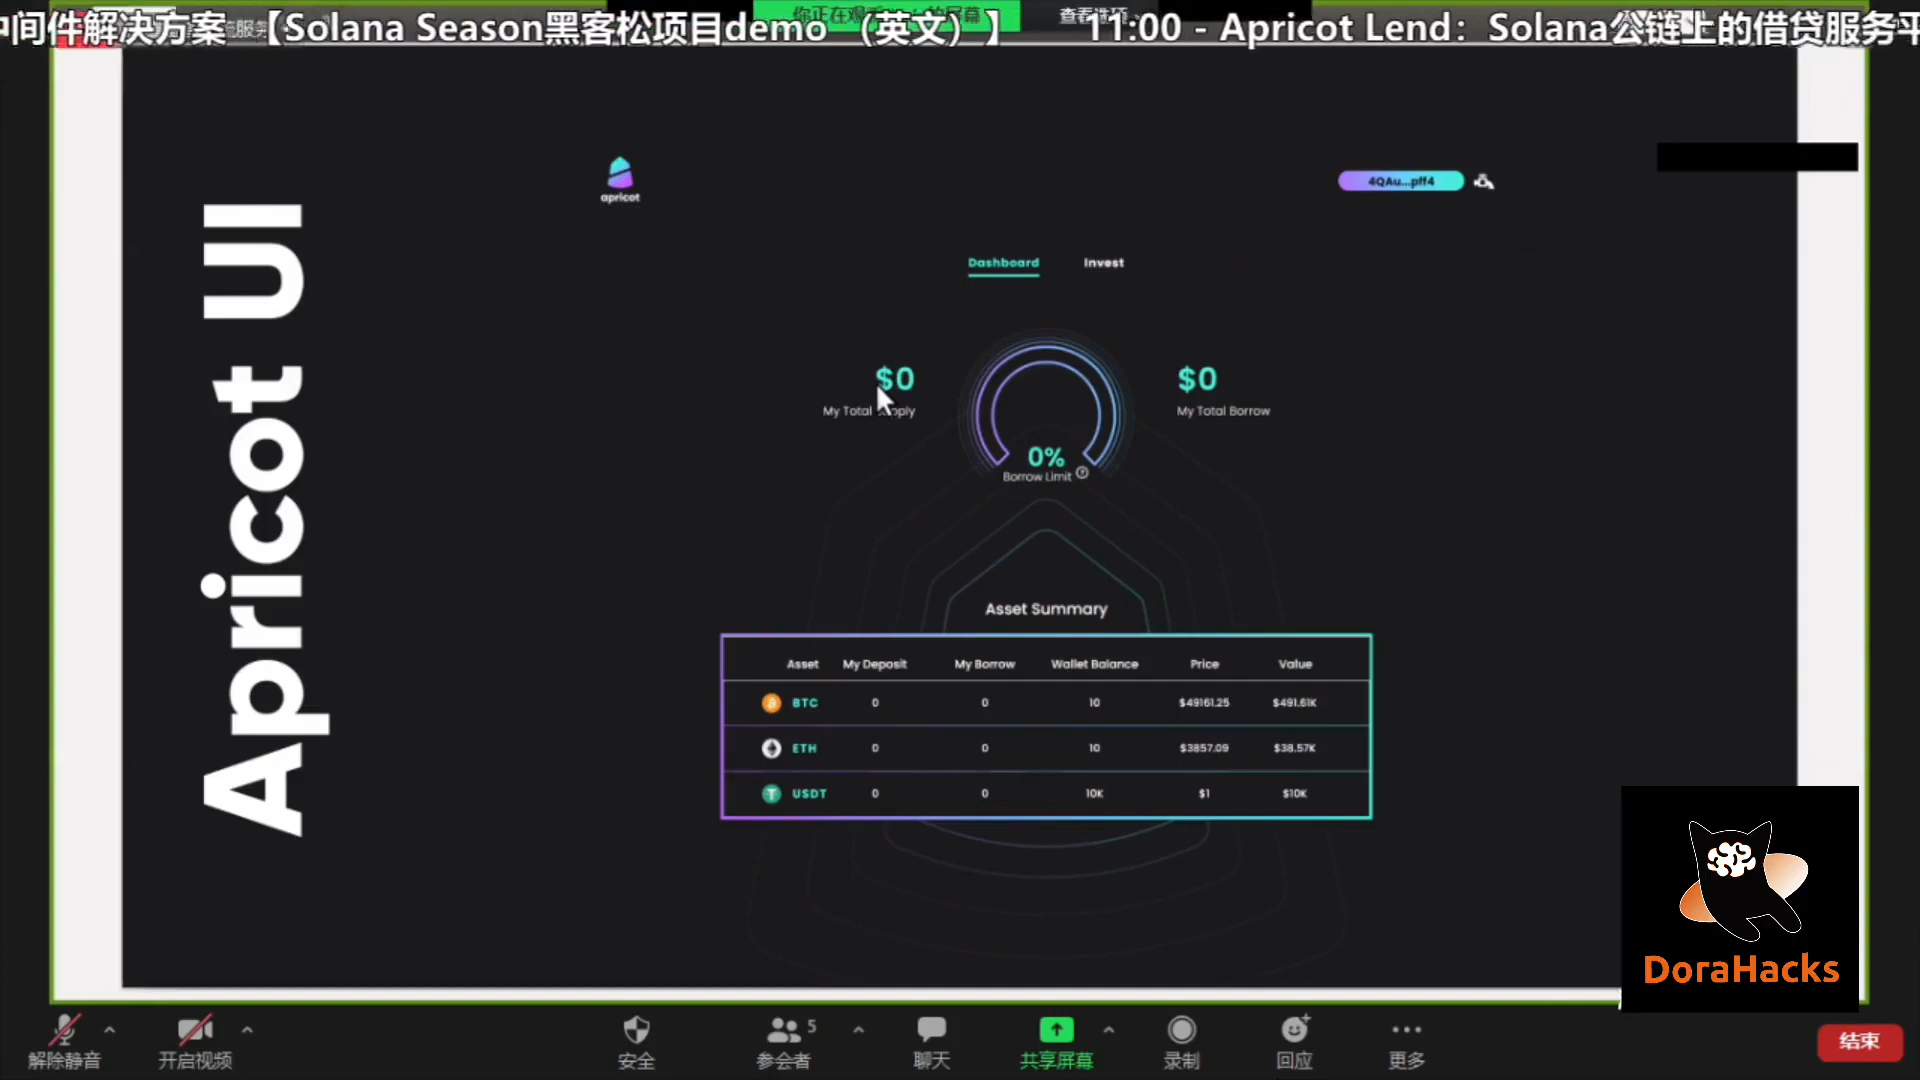 中间件解决方案 【Solana Season黑客松项目demo （英文）】 11:00 - Apricot Lend：Solana公链上的借贷服务平
查看选项
apricot
4QAu...pff4
Apricot UI
Dashboard Invest
$0
My Total Supply
$0
My Total Borrow
0%
Borrow Limit
Asset Summary
Asset My Deposit My Borrow Wallet Balance Price Value
BTC 0 0 10 $49161.25 $491.61K
ETH 0 0 10 $3857.09 $38.57K
USDT 0 0 10K $1 $10K
DoraHacks
解除静音 开启视频 安全 参会者 5 聊天 共享屏幕 录制 回应 更多 结束